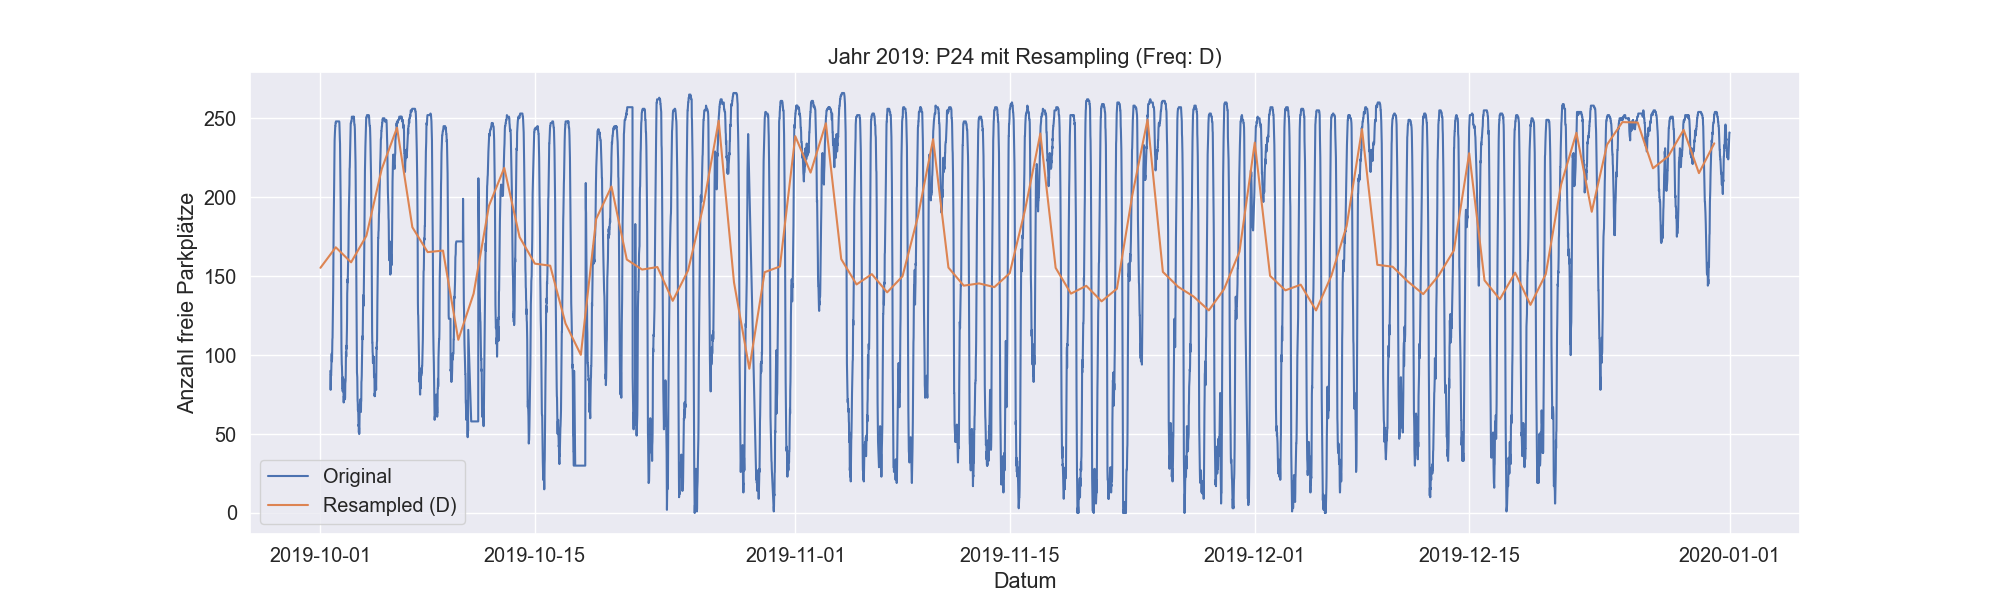 Jahr 2019: P24 mit Resampling (Freq: D)
Anzahl freie Parkplätze
250
200
150
100
50
0
Original
Resampled (D)
2019-10-01
2019-10-15
2019-11-01
2019-11-15
2019-12-01
2019-12-15
2020-01-01
Datum